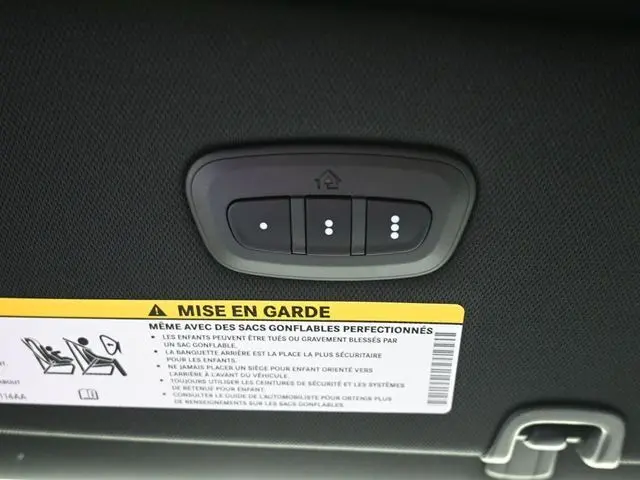 MISE EN GARDE
MÊME AVEC DES SACS GONFLABLES PERFECTIONNÉS
• LES ENFANTS PEUVENT ÊTRE TUÉS OU GRAVEMENT BLESSÉS PAR
UN SAC GONFLABLE.
• LA BANQUETTE ARRIÈRE EST LA PLACE LA PLUS SÉCURITAIRE
POUR LES ENFANTS.
• NE JAMAIS PLACER UN SIÈGE POUR ENFANT ORIENTÉ VERS
L'ARRIÈRE À L'AVANT DU VÉHICULE.
• TOUJOURS UTILISER LES CEINTURES DE SÉCURITÉ ET LES SYSTÈMES
DE RETENUE POUR ENFANT.
• CONSULTER LE GUIDE DE L'AUTOMOBILISTE POUR OBTENIR PLUS
DE RENSEIGNEMENTS SUR LES SACS GONFLABLES.
116AA